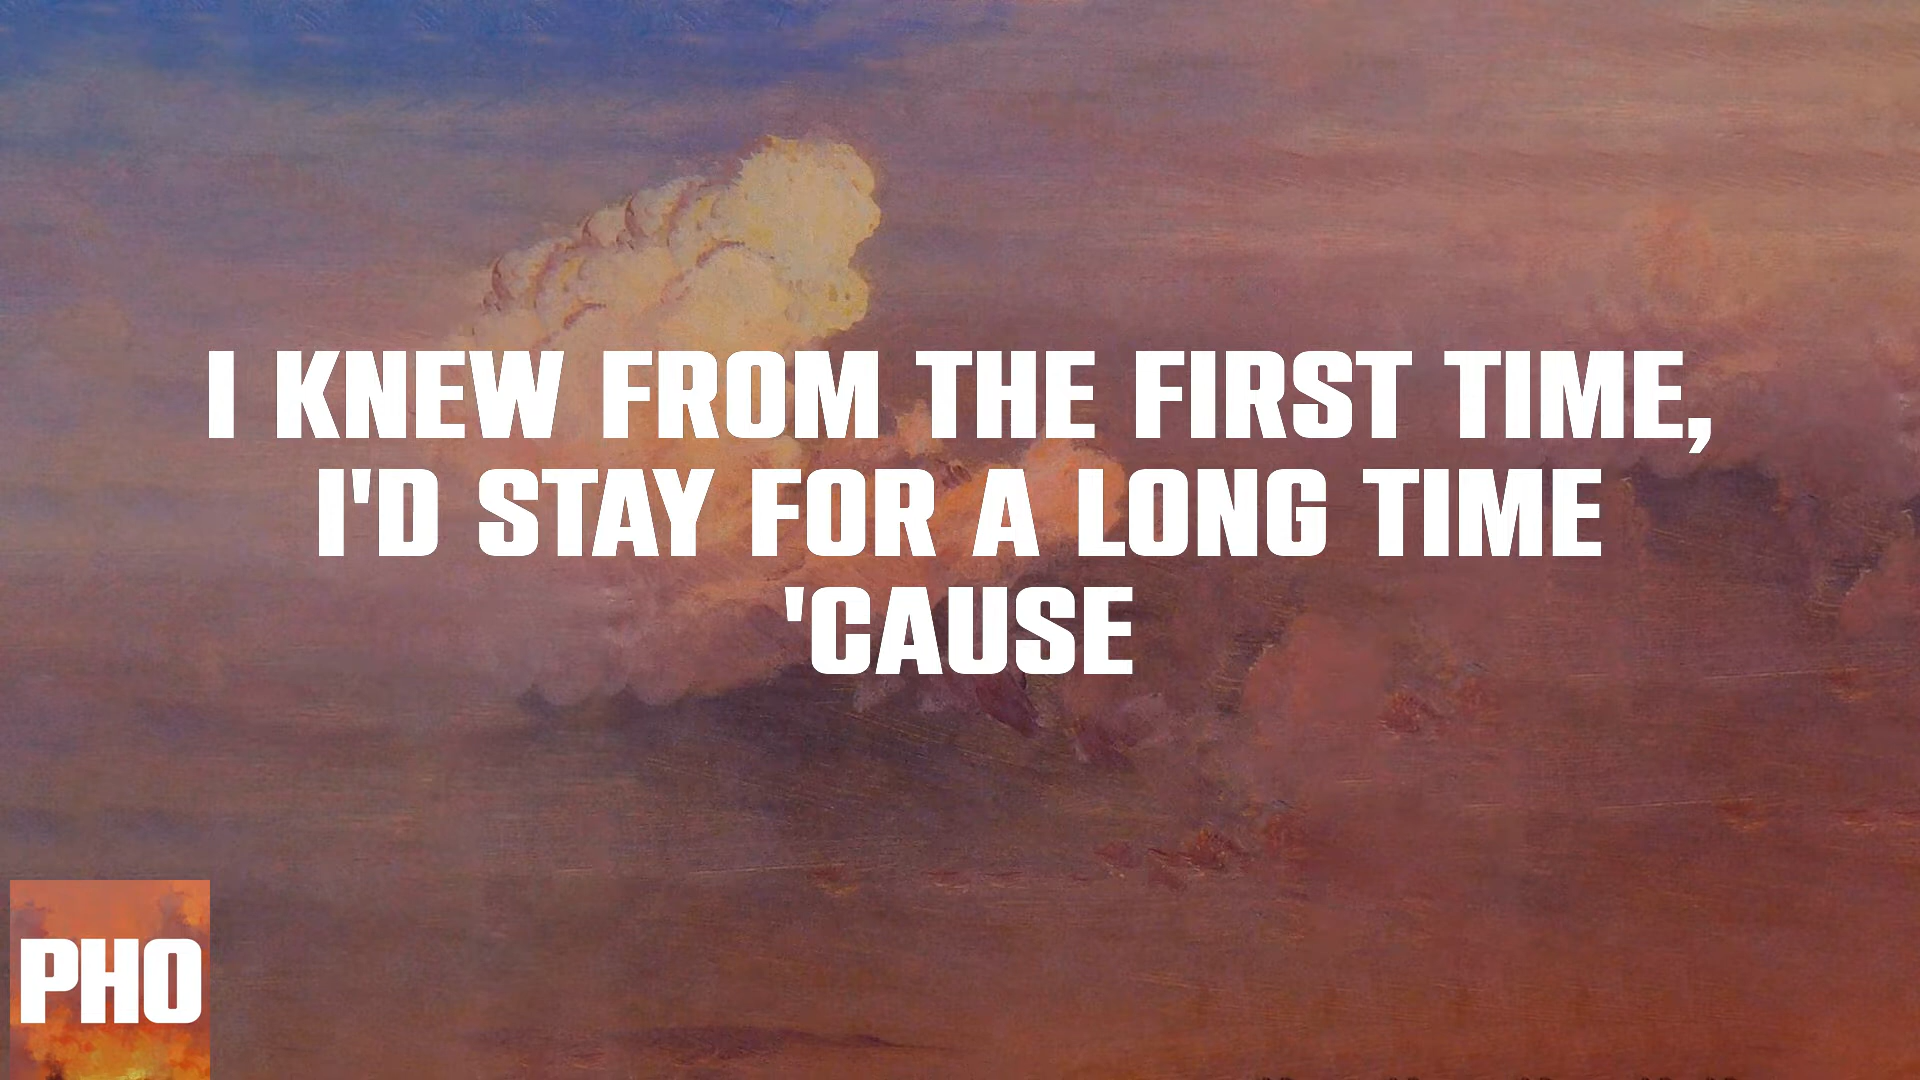 I KNEW FROM THE FIRST TIME,
I'D STAY FOR A LONG TIME
'CAUSE
PHO